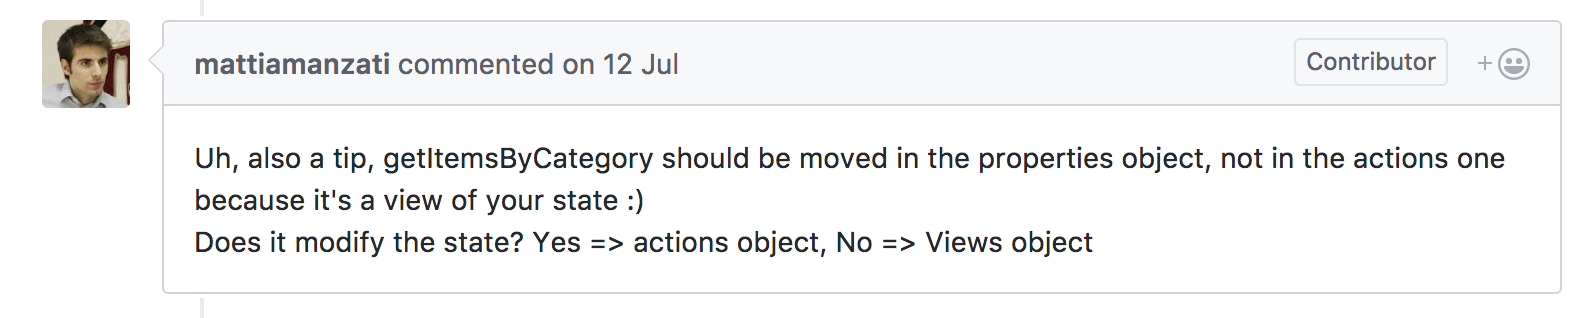 mattiamanzati commented on 12 Jul
Contributor
+
Uh, also a tip, getItemsByCategory should be moved in the properties object, not in the actions one
because it's a view of your state :)
Does it modify the state? Yes => actions object, No => Views object